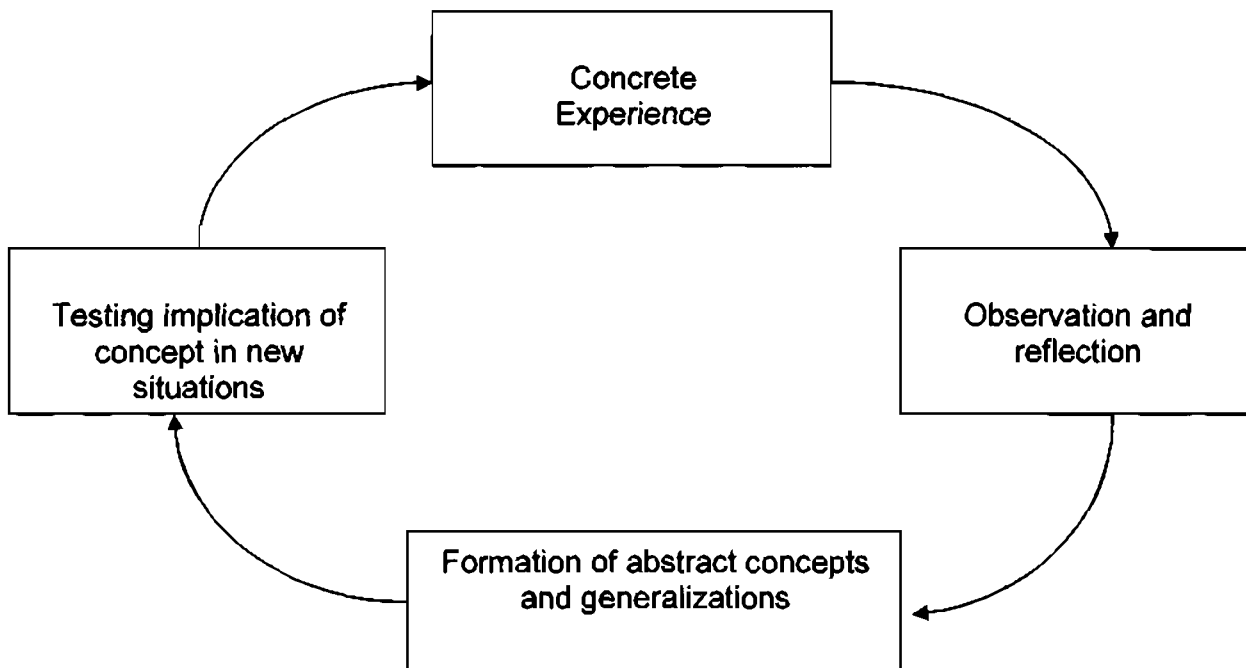 Concrete
Experience
Observation and
reflection
Formation of abstract concepts
and generalizations
Testing implication of
concept in new
situations